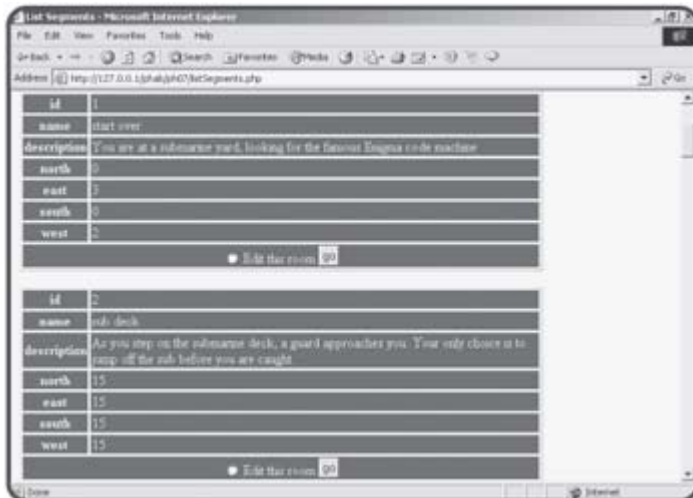 List Segments - Microsoft Internet Explorer
File Edit View Favorites Tools Help
Back Search Favorites Media
Address http://127.0.0.1/phab/ph07/listSegments.php Go
id 1
name start over
description You are at a submarine yard, looking for the famous Enigma code machine
north 0
east 3
south 0
west 2
Edit this room go
id 2
name sub deck
description As you step on the submarine deck, a guard approaches you. Your only choice is to
jump off the sub before you are caught.
north 15
east 15
south 15
west 15
Edit this room go
Done Internet